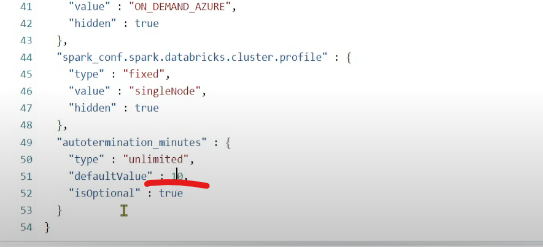 41 "value" : "ON_DEMAND_AZURE",
42 "hidden" : true
43 },
44 "spark_conf.spark.databricks.cluster.profile" : {
45 "type" : "fixed",
46 "value" : "singleNode",
47 "hidden" : true
48 },
49 "autotermination_minutes" : {
50 "type" : "unlimited",
51 "defaultValue" : 10,
52 "isOptional" : true
53 }
54 }